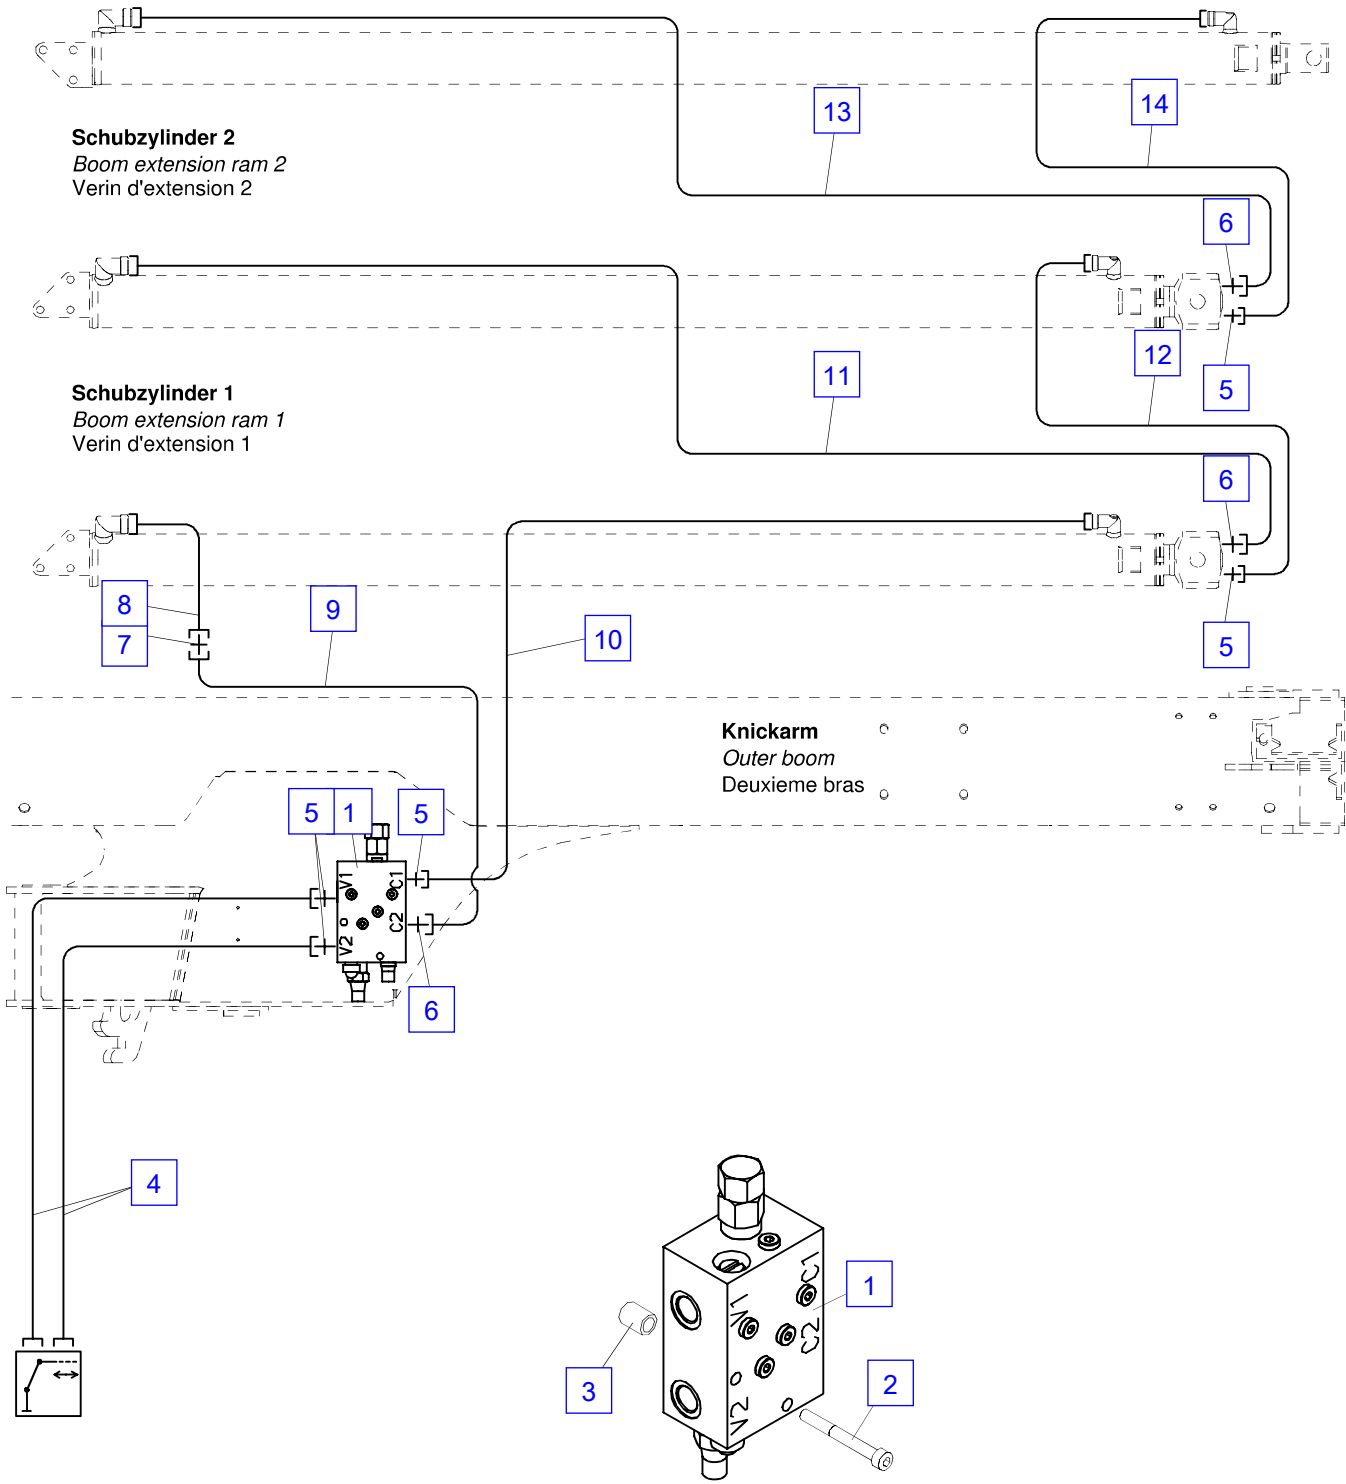 13
14
Schubzylinder 2
Boom extension ram 2
Verin d'extension 2
6
12
11
5
Schubzylinder 1
Boom extension ram 1
Verin d'extension 1
6
8
9
10
7
5
Knickarm
Outer boom
Deuxieme bras
5
1
5
V1
C1
C2
V2
6
4
C1
1
V1
C2
3
2
V2